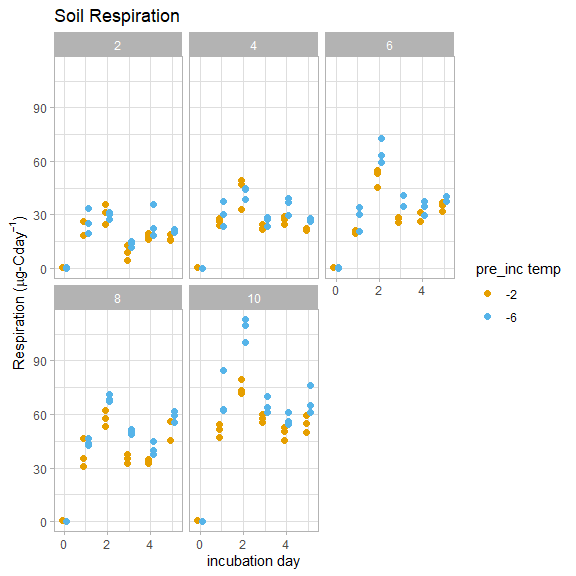 Soil Respiration
2 4 6
90
60
30
0
0 2 4
8 10
90
60
30
0
0 2 4 0 2 4
incubation day
Respiration (μg-Cday⁻¹)
pre_inc temp
-2
-6